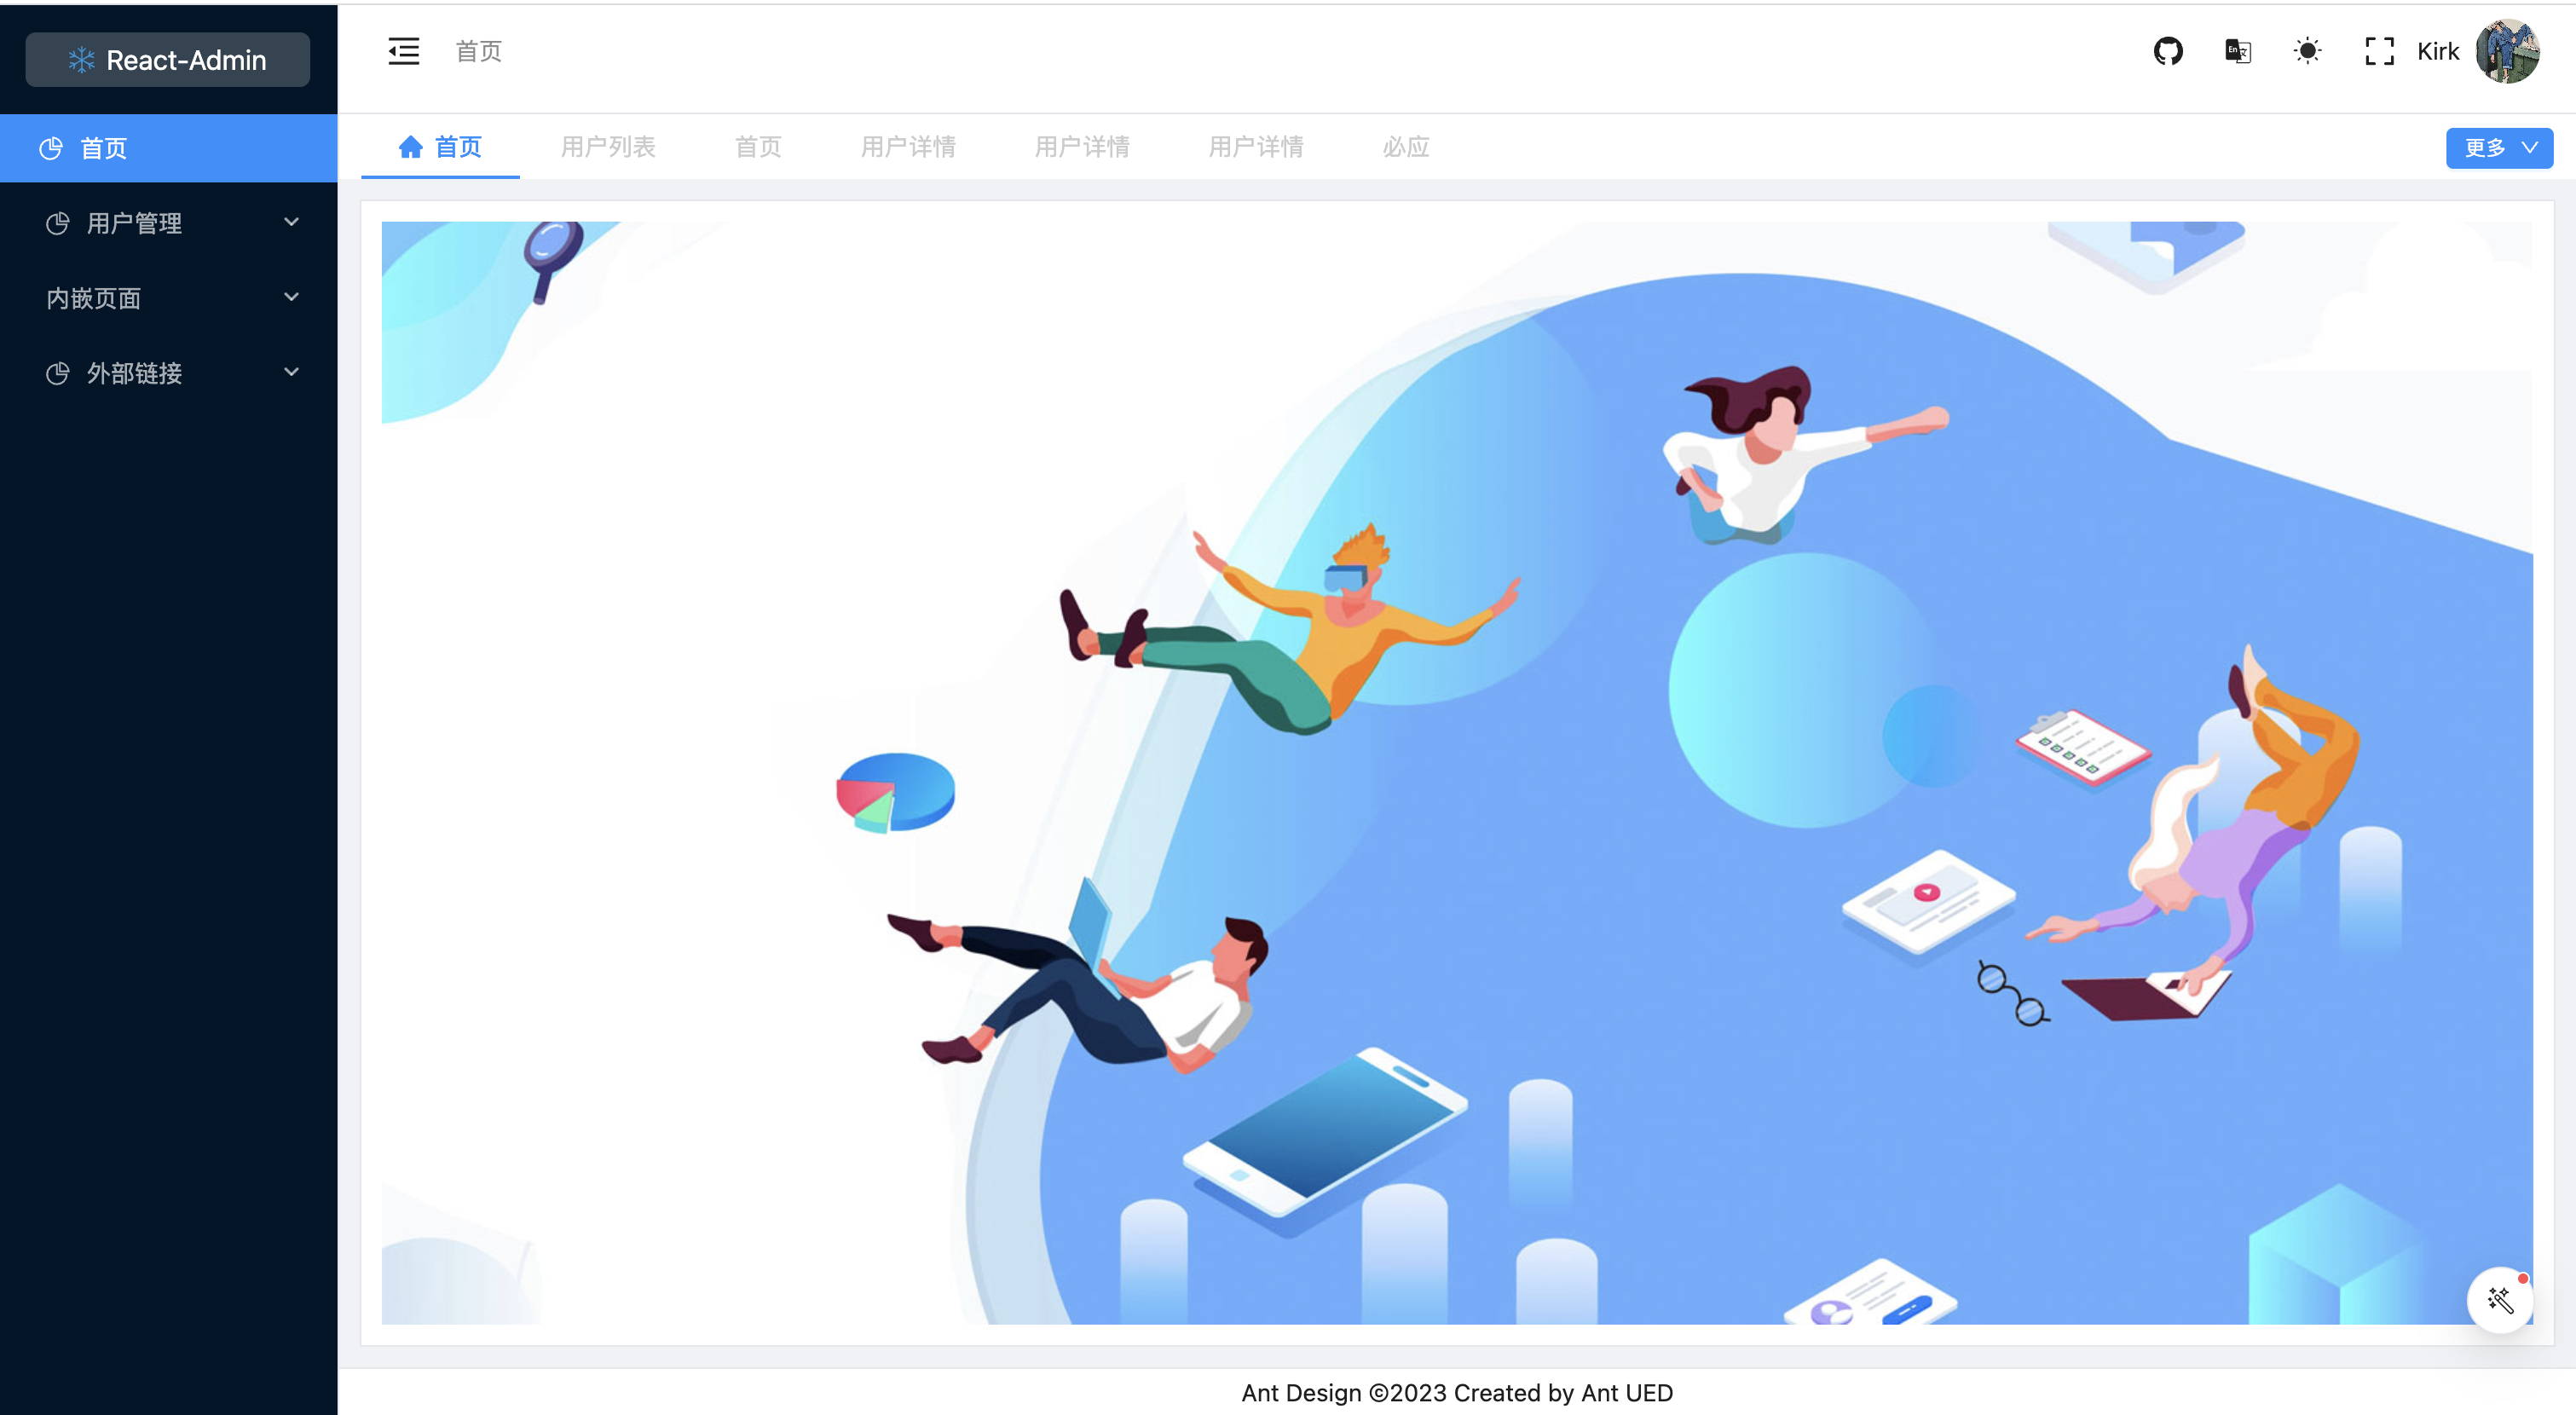 React-Admin
首页
Kirk
首页
用户列表
首页
用户详情
用户详情
用户详情
必应
更多
首页
用户管理
内嵌页面
外部链接
Ant Design ©2023 Created by Ant UED